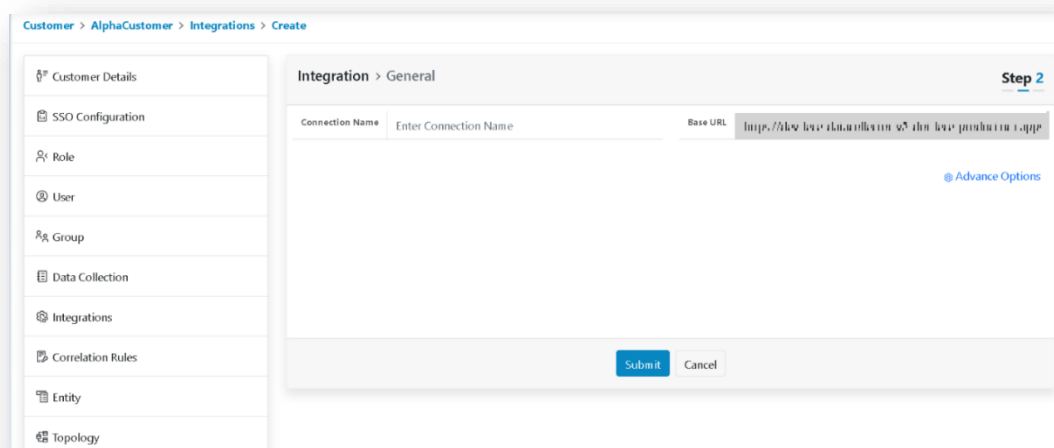 Customer > AlphaCustomer > Integrations > Create
Customer Details
SSO Configuration
Role
User
Group
Data Collection
Integrations
Correlation Rules
Entity
Topology
Integration > General
Step 2
Connection Name
Enter Connection Name
Base URL
Advance Options
Submit
Cancel